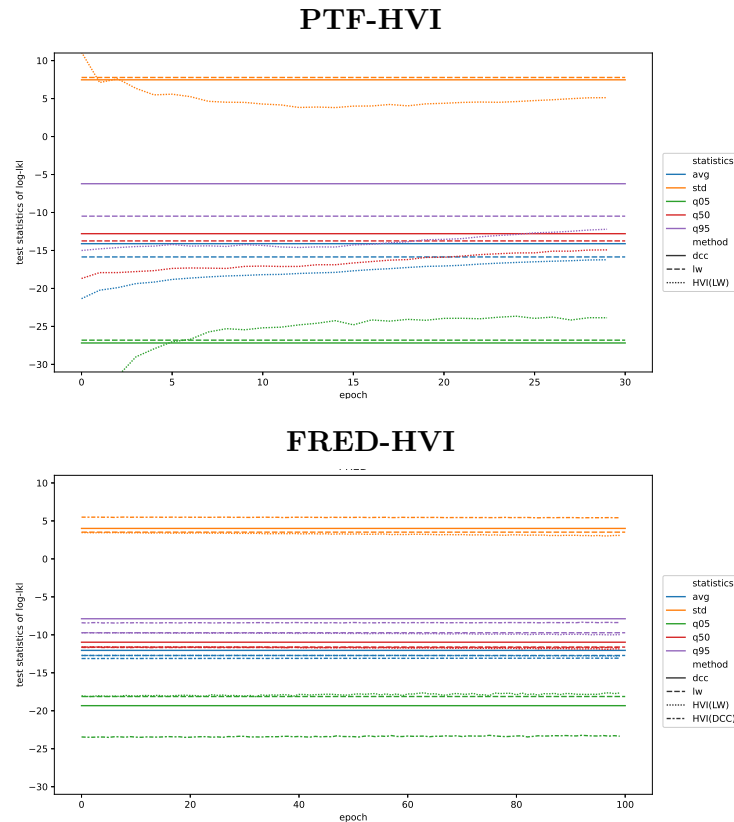 PTF-HVI
10
5
0
−5
−10
−15
−20
−25
−30
test statistics of log-lkl
0
5
10
15
20
25
30
epoch
statistics
avg
std
q05
q50
q95
method
dcc
lw
HVI(LW)
FRED-HVI
10
5
0
−5
−10
−15
−20
−25
−30
test statistics of log-lkl
0
20
40
60
80
100
epoch
statistics
avg
std
q05
q50
q95
method
dcc
lw
HVI(LW)
HVI(DCC)